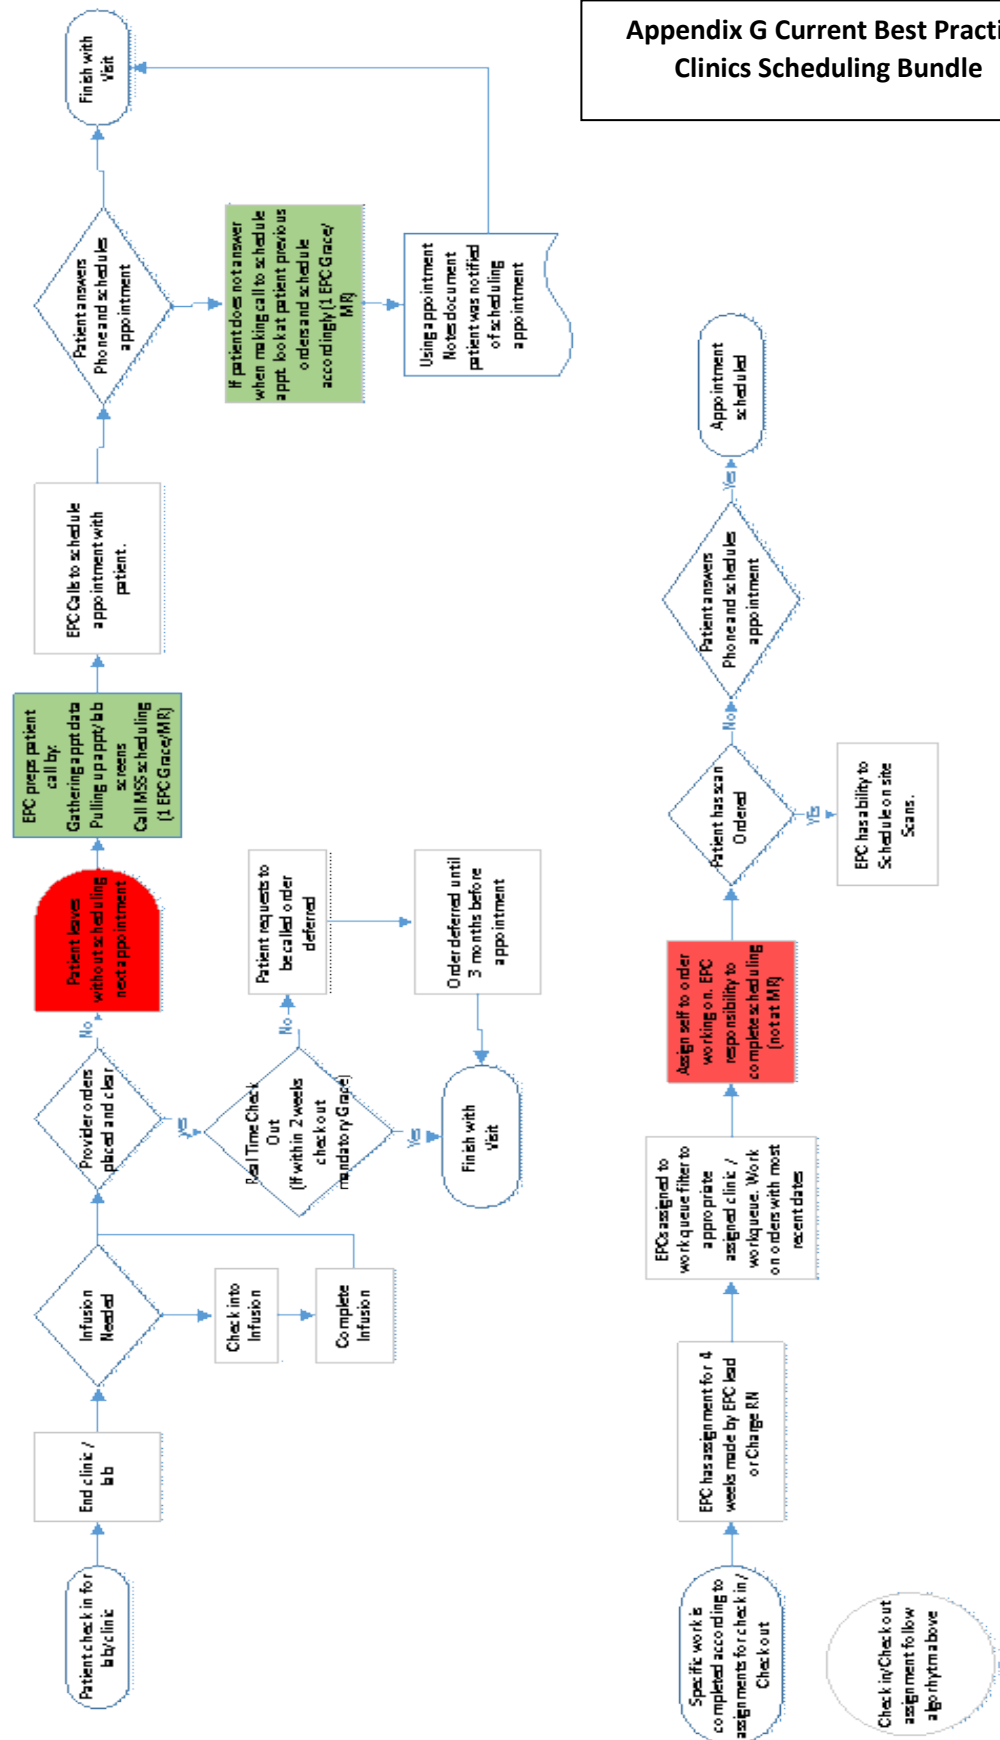 Appendix G Current Best Practi
Clinics Scheduling Bundle
Patient check in for
lab/clinic
End clinic /
lab
Infusion
Needed
Check into
Infusion
Complete
Infusion
Provider orders
placed and clear
No
yes
Real Time Check
Out
(If within 2 weeks
check out
mandatory Grace)
No
Yes
Patient requests to
be called order
deferred
Order deferred until
3 months before
appointment
Finish with
Visit
Patient leaves
without scheduling
next appointment
EPC preps patient
call by:
Gathering appt data
Pulling up appt/lab
screens
Call MSS scheduling
(1 EPC Grace/MR)
EPC Calls to schedule
appointment with
patient.
Patient answers
Phone and schedules
appointment
If patient does not answer
when making call to schedule
appt. look at patient previous
orders and schedule
accordingly (1 EPC Grace/
MR)
Using appointment
Notes document
patient was notified
of scheduling
appointment
Finish with
Visit
Specific work is
completed according to
assignments for check in/
Checkout
EPC has assignment for 4
weeks made by EPC lead
or Charge RN
EPCs assigned to
work queue filter to
appropriate
assigned clinic /
workqueue. Work
on orders with most
recent dates
Assign self to order
working on. EPC
responsibility to
complete scheduling
(not at MR)
Patient has scan
Ordered
No
YEs
EPC has ability to
Schedule on site
Scans.
Patient answers
Phone and schedules
appointment
Yes
Appointment
scheduled
Check in/Checkout
assignment follow
algorhytm above